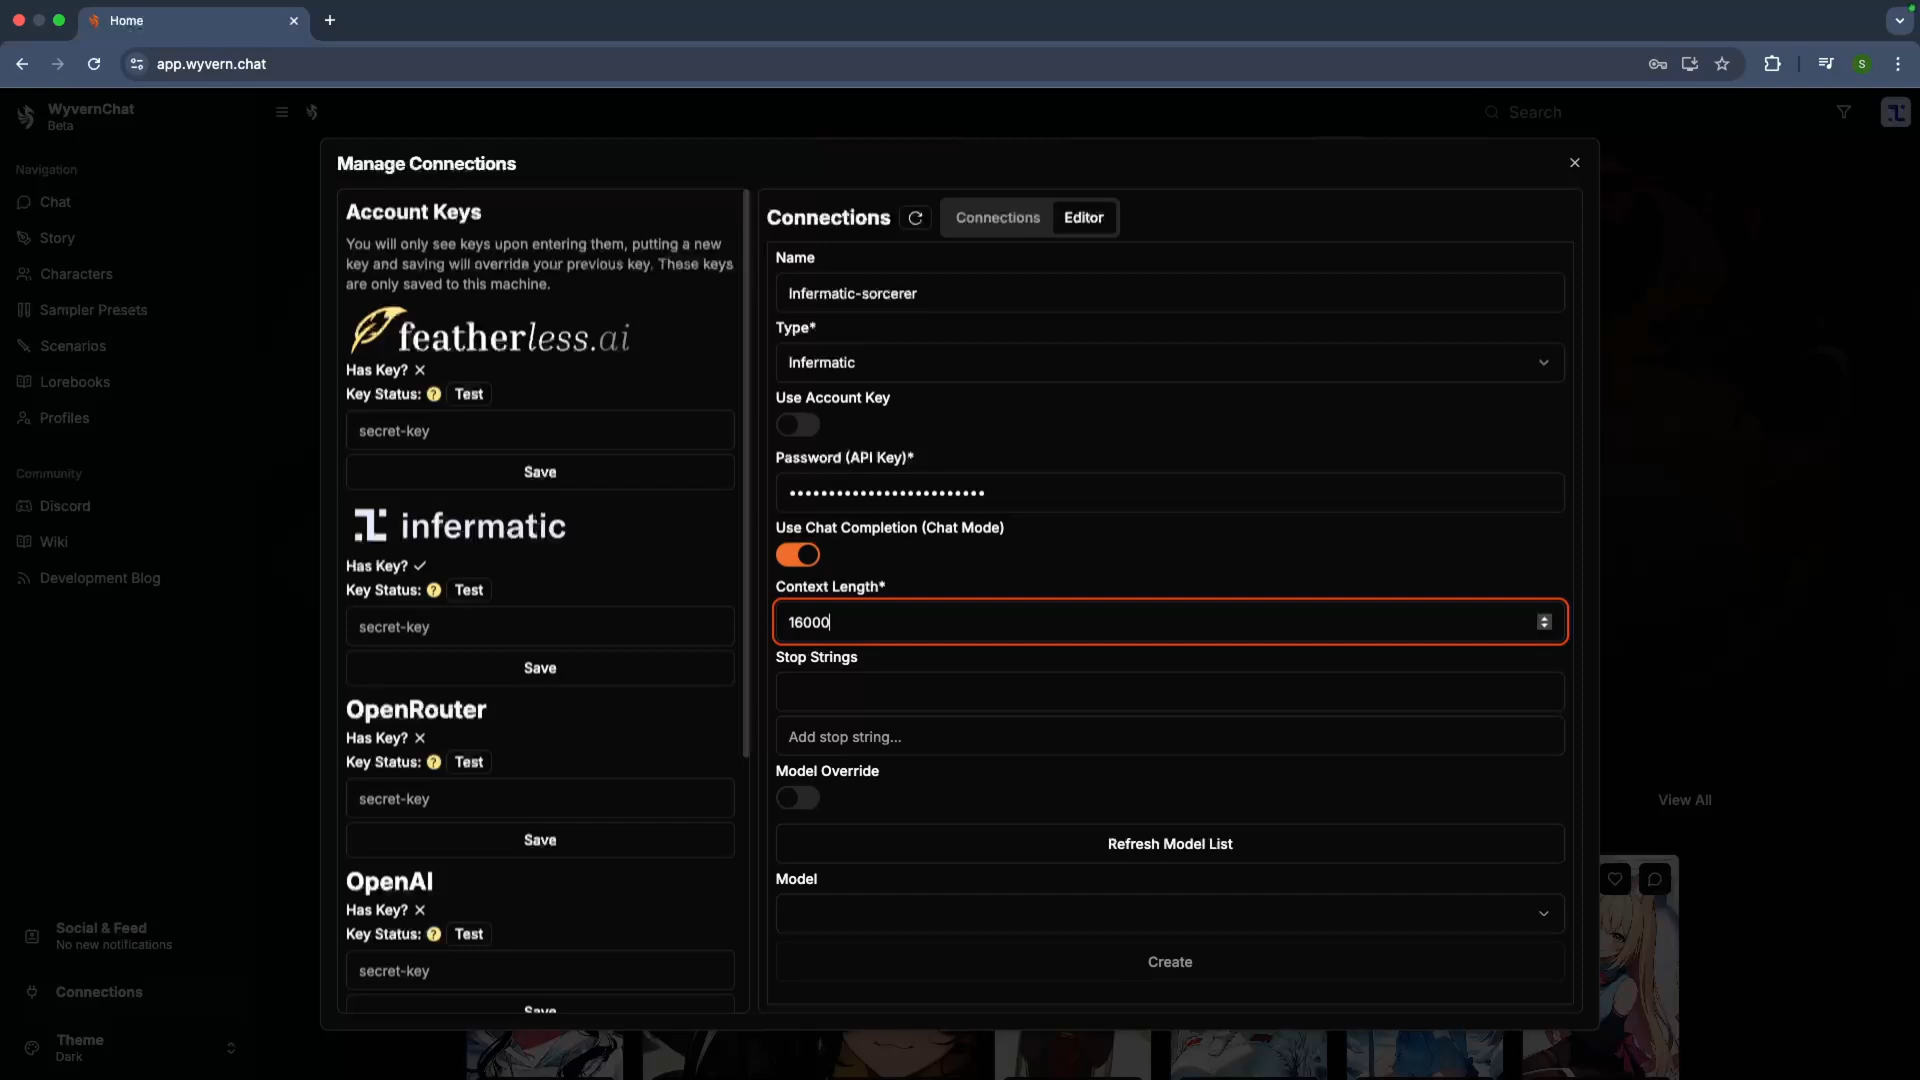 Home
app.wyvern.chat
S
WyvernChat
Beta
Search
Navigation
Chat
Story
Characters
Sampler Presets
Scenarios
Lorebooks
Profiles
Community
Discord
Wiki
Development Blog
Social & Feed
No new notifications
Connections
Theme
Dark
Manage Connections
Account Keys
You will only see keys upon entering them, putting a new
key and saving will override your previous key. These keys
are only saved to this machine.
featherless.ai
Has Key?
Key Status: ? Test
secret-key
Save
infermatic
Has Key?
Key Status: ? Test
secret-key
Save
OpenRouter
Has Key?
Key Status: ? Test
secret-key
Save
OpenAI
Has Key?
Key Status: ? Test
secret-key
Save
Connections
Connections Editor
Name
Infermatic-sorcerer
Type*
Infermatic
Use Account Key
Password (API Key)*
••••••••••••••••••••••••••
Use Chat Completion (Chat Mode)
Context Length*
16000
Stop Strings
Add stop string...
Model Override
Refresh Model List
Model
Create
View All